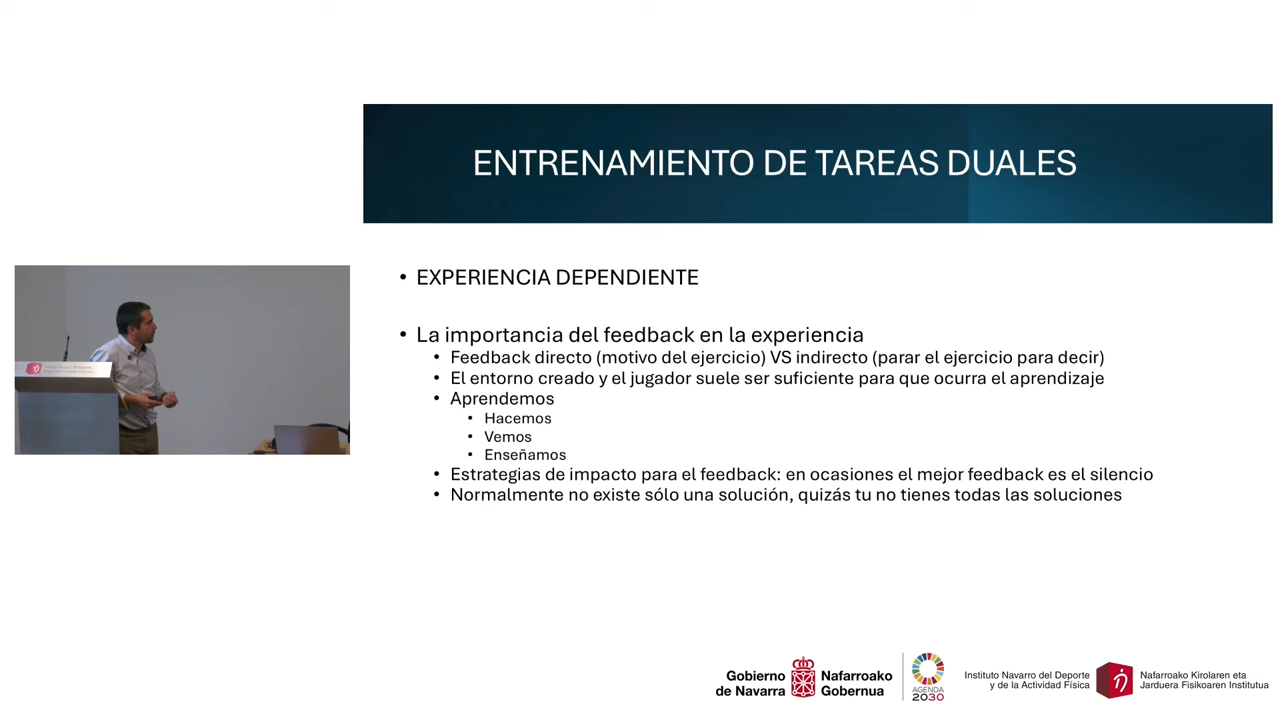 ENTRENAMIENTO DE TAREAS DUALES
• EXPERIENCIA DEPENDIENTE
• La importancia del feedback en la experiencia
• Feedback directo (motivo del ejercicio) VS indirecto (parar el ejercicio para decir)
• El entorno creado y el jugador suele ser suficiente para que ocurra el aprendizaje
• Aprendemos
• Hacemos
• Vemos
• Enseñamos
• Estrategias de impacto para el feedback: en ocasiones el mejor feedback es el silencio
• Normalmente no existe sólo una solución, quizás tu no tienes todas las soluciones
Gobierno
de Navarra
Nafarroako
Gobernua
AGENDA
2030
Instituto Navarro del Deporte
y de la Actividad Física
Nafarroako Kirolaren eta
Jarduera Fisikoaren Institutua